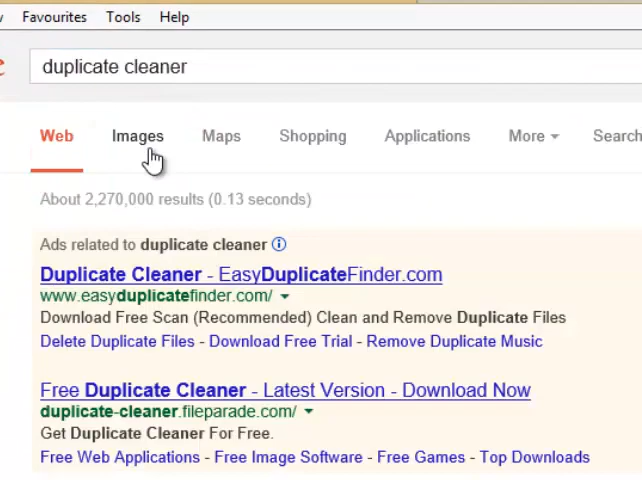 Favourites Tools Help
duplicate cleaner
Web Images Maps Shopping Applications More Search
About 2,270,000 results (0.13 seconds)
Ads related to duplicate cleaner
Duplicate Cleaner - EasyDuplicateFinder.com
www.easyduplicatefinder.com/
Download Free Scan (Recommended) Clean and Remove Duplicate Files
Delete Duplicate Files - Download Free Trial - Remove Duplicate Music
Free Duplicate Cleaner - Latest Version - Download Now
duplicate-cleaner.fileparade.com/
Get Duplicate Cleaner For Free.
Free Web Applications - Free Image Software - Free Games - Top Downloads